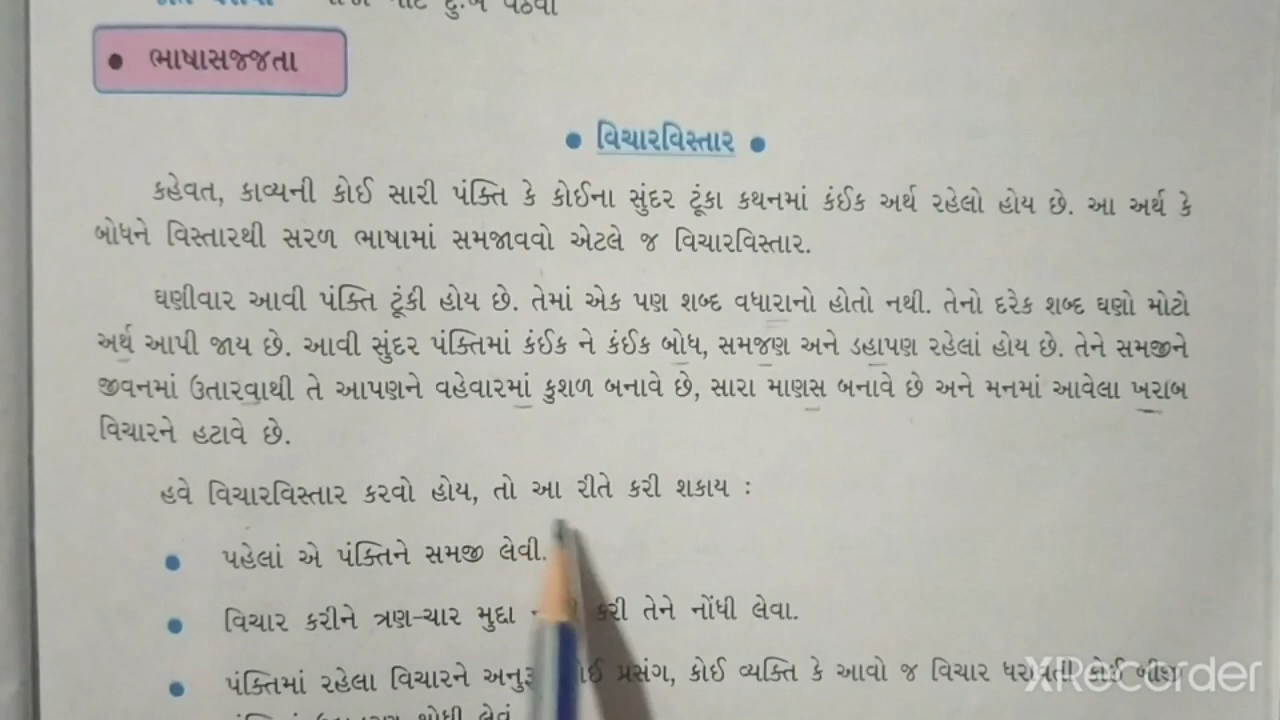 દુઃખ વેઠવા
• ભાષાસજ્જતા
• વિચારવિસ્તાર •
કહેવત, કાવ્યની કોઈ સારી પંક્તિ કે કોઈના સુંદર ટૂંકા કથનમાં કંઈક અર્થ રહેલો હોય છે. આ અર્થ કે
બોધને વિસ્તારથી સરળ ભાષામાં સમજાવવો એટલે જ વિચારવિસ્તાર.
ઘણીવાર આવી પંક્તિ ટૂંકી હોય છે. તેમાં એક પણ શબ્દ વધારાનો હોતો નથી. તેનો દરેક શબ્દ ઘણો મોટો
અર્થ આપી જાય છે. આવી સુંદર પંક્તિમાં કંઈક ને કંઈક બોધ, સમજણ અને ડહાપણ રહેલાં હોય છે. તેને સમજીને
જીવનમાં ઉતારવાથી તે આપણને વહેવારમાં કુશળ બનાવે છે, સારા માણસ બનાવે છે અને મનમાં આવેલા ખરાબ
વિચારને હટાવે છે.
હવે વિચારવિસ્તાર કરવો હોય, તો આ રીતે કરી શકાય :
• પહેલાં એ પંક્તિને સમજી લેવી.
• વિચાર કરીને ત્રણ-ચાર મુદ્દા કરી તેને નોંધી લેવા.
• પંક્તિમાં રહેલા વિચારને પ્રસંગ, કોઈ વ્યક્તિ કે આવો જ વિચાર ધરાવતી કોઈ બીજી
XRecorder